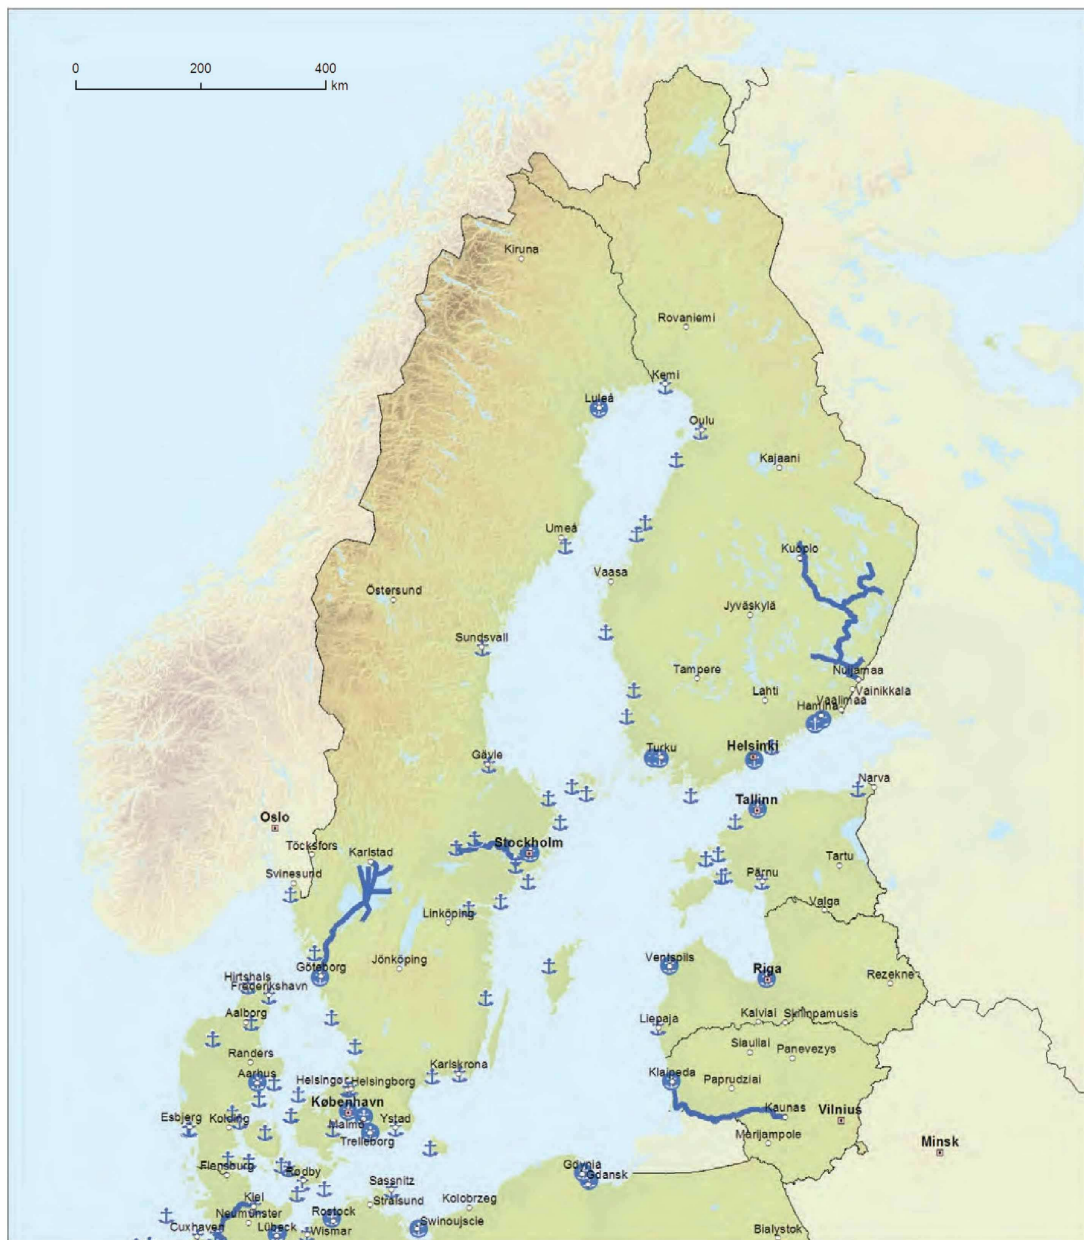 0 200 400
km
Kiruna
Rovaniemi
Kemi
Luleå
Oulu
Kajaani
Umeå
Kuopio
Vaasa
Östersund
Jyväskylä
Sundsvall
Tampere
Nuijamaa
Lahti
Vainikkala
Vaalimaa
Hamina
Turku
Helsinki
Gävle
Narva
Tallinn
Oslo
Töcksfors
Karlstad
Stockholm
Tartu
Svinesund
Pärnu
Linköping
Valga
Jönköping
Ventspils
Göteborg
Riga
Rezekne
Hirtshals
Frederikshavn
Aalborg
Liepaja
Kalviai
Skrinpamusis
Randers
Siauliai
Panevezys
Karlskrona
Aarhus
Helsingør
Helsingborg
Klaipeda
Paprudziai
København
Kaunas
Vilnius
Esbjerg
Kolding
Malmö
Ystad
Trelleborg
Marijampole
Minsk
Flensburg
Rødby
Gdynia
Gdansk
Sassnitz
Kiel
Stralsund
Kolobrzeg
Neumünster
Rostock
Cuxhaven
Lübeck
Wismar
Swinoujscie
Bialystok